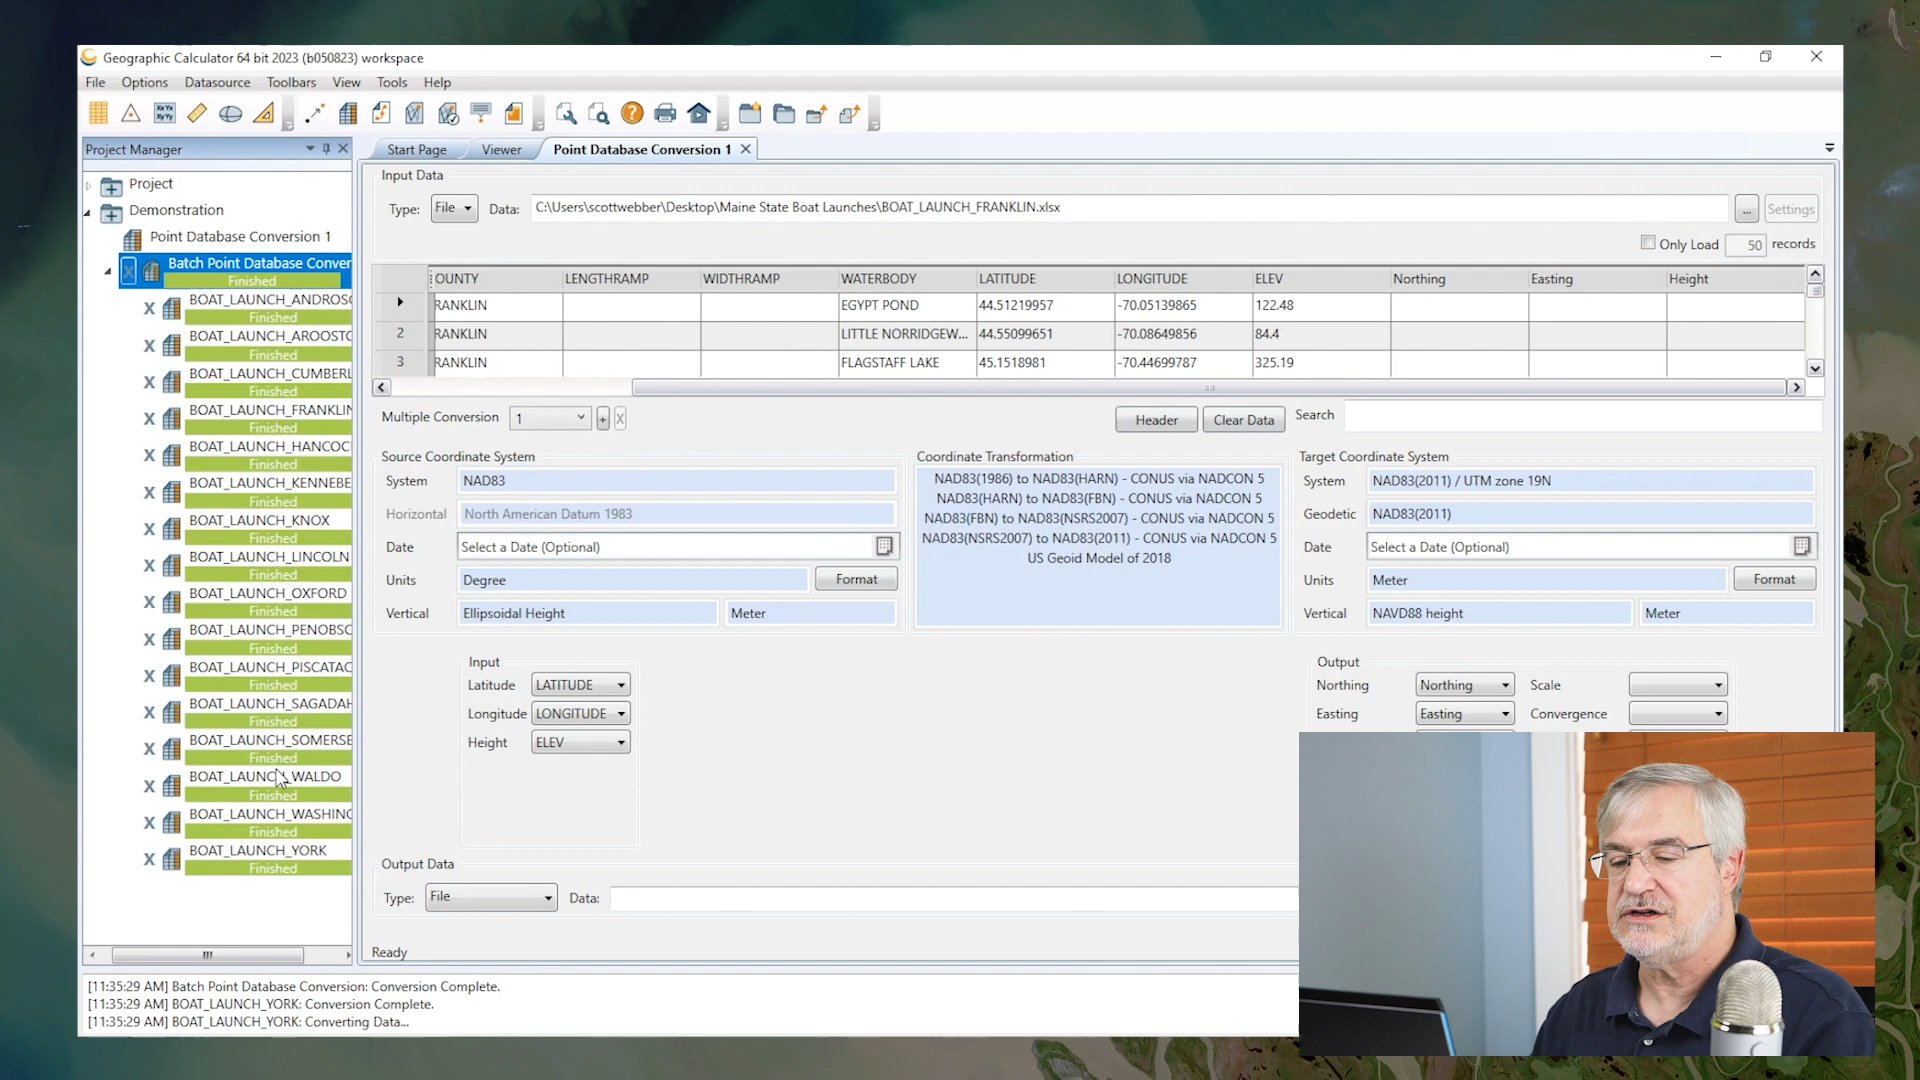 Geographic Calculator 64 bit 2023 (b050823) workspace
File Options Datasource Toolbars View Tools Help
Project Manager
Start Page Viewer Point Database Conversion 1
Project
Demonstration
Point Database Conversion 1
Batch Point Database Conver
Finished
BOAT_LAUNCH_ANDROSC
Finished
BOAT_LAUNCH_AROOSTO
Finished
BOAT_LAUNCH_CUMBERL
Finished
BOAT_LAUNCH_FRANKLIN
Finished
BOAT_LAUNCH_HANCOC
Finished
BOAT_LAUNCH_KENNEBE
Finished
BOAT_LAUNCH_KNOX
Finished
BOAT_LAUNCH_LINCOLN
Finished
BOAT_LAUNCH_OXFORD
Finished
BOAT_LAUNCH_PENOBSC
Finished
BOAT_LAUNCH_PISCATAC
Finished
BOAT_LAUNCH_SAGADAH
Finished
BOAT_LAUNCH_SOMERSE
Finished
BOAT_LAUNCH_WALDO
Finished
BOAT_LAUNCH_WASHING
Finished
BOAT_LAUNCH_YORK
Finished
Input Data
Type: File Data: C:\Users\scottwebber\Desktop\Maine State Boat Launches\BOAT_LAUNCH_FRANKLIN.xlsx ... Settings
Only Load 50 records
OUNTY LENGTHRAMP WIDTHRAMP WATERBODY LATITUDE LONGITUDE ELEV Northing Easting Height
RANKLIN EGYPT POND 44.51219957 -70.05139865 122.48
2 RANKLIN LITTLE NORRIDGEW... 44.55099651 -70.08649856 84.4
3 RANKLIN FLAGSTAFF LAKE 45.1518981 -70.44699787 325.19
Multiple Conversion 1 + X Header Clear Data Search
Source Coordinate System
System NAD83
Horizontal North American Datum 1983
Date Select a Date (Optional)
Units Degree Format
Vertical Ellipsoidal Height Meter
Coordinate Transformation
NAD83(1986) to NAD83(HARN) - CONUS via NADCON 5
NAD83(HARN) to NAD83(FBN) - CONUS via NADCON 5
NAD83(FBN) to NAD83(NSRS2007) - CONUS via NADCON 5
NAD83(NSRS2007) to NAD83(2011) - CONUS via NADCON 5
US Geoid Model of 2018
Target Coordinate System
System NAD83(2011) / UTM zone 19N
Geodetic NAD83(2011)
Date Select a Date (Optional)
Units Meter Format
Vertical NAVD88 height Meter
Input
Latitude LATITUDE
Longitude LONGITUDE
Height ELEV
Output
Northing Northing Scale
Easting Easting Convergence
Output Data
Type: File Data:
Ready
[11:35:29 AM] Batch Point Database Conversion: Conversion Complete.
[11:35:29 AM] BOAT_LAUNCH_YORK: Conversion Complete.
[11:35:29 AM] BOAT_LAUNCH_YORK: Converting Data...